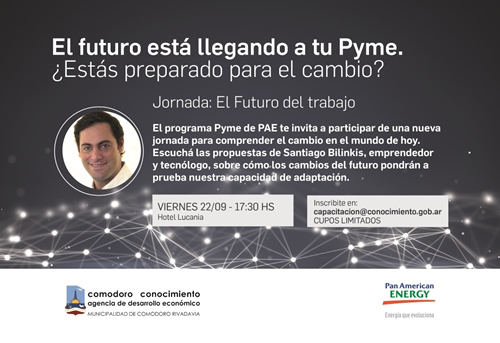 El futuro está llegando a tu Pyme.
¿Estás preparado para el cambio?
Jornada: El Futuro del trabajo
El programa Pyme de PAE te invita a participar de una nueva
jornada para comprender el cambio en el mundo de hoy.
Escuchá las propuestas de Santiago Bilinkis, emprendedor
y tecnólogo, sobre cómo los cambios del futuro pondrán a
prueba nuestra capacidad de adaptación.
VIERNES 22/09 - 17:30 HS
Hotel Lucania
Inscribite en:
capacitacion@conocimiento.gob.ar
CUPOS LIMITADOS
comodoro conocimiento
agencia de desarrollo económico
MUNICIPALIDAD DE COMODORO RIVADAVIA
Pan American
ENERGY
Energía que evoluciona